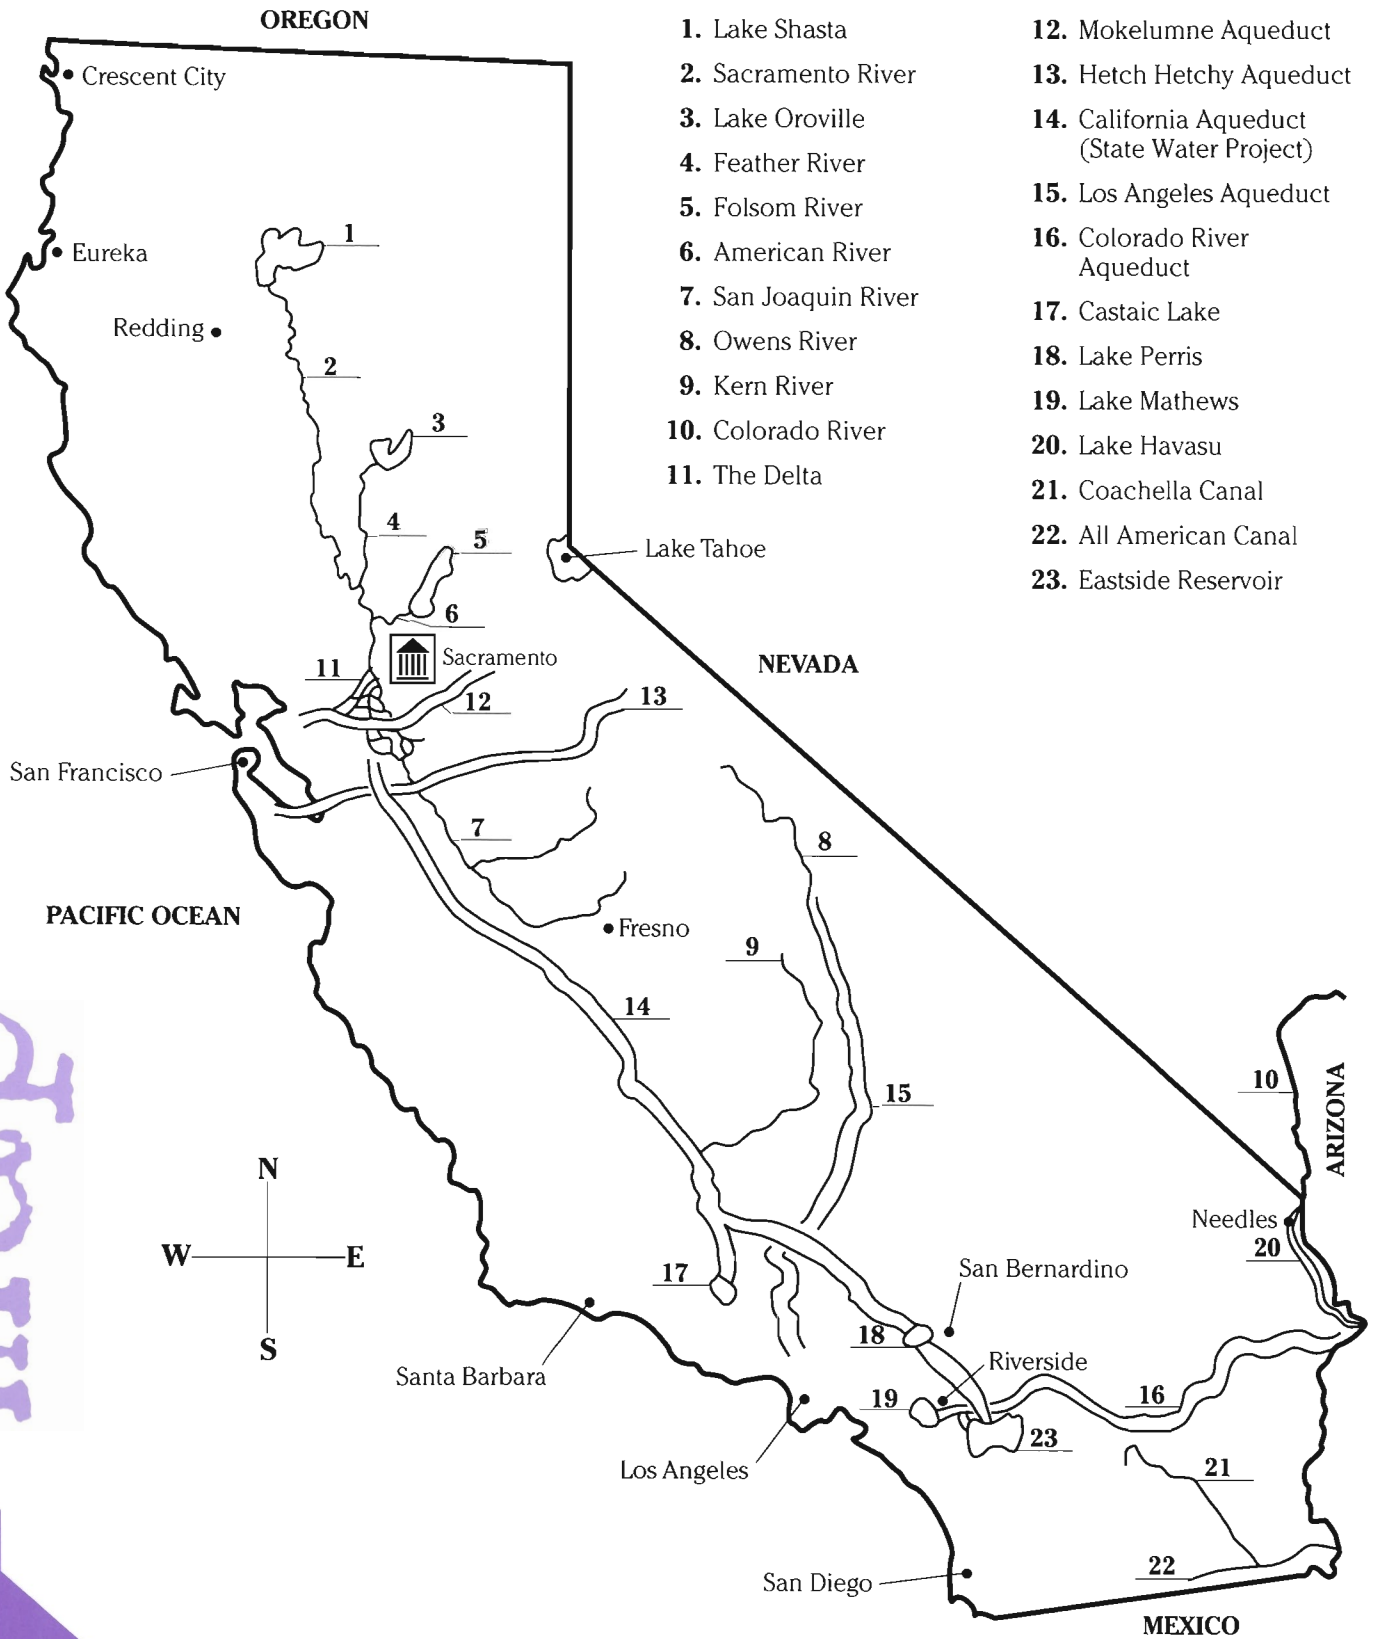 OREGON
1. Lake Shasta
2. Sacramento River
3. Lake Oroville
4. Feather River
5. Folsom River
6. American River
7. San Joaquin River
8. Owens River
9. Kern River
10. Colorado River
11. The Delta
12. Mokelumne Aqueduct
13. Hetch Hetchy Aqueduct
14. California Aqueduct
(State Water Project)
15. Los Angeles Aqueduct
16. Colorado River
Aqueduct
17. Castaic Lake
18. Lake Perris
19. Lake Mathews
20. Lake Havasu
21. Coachella Canal
22. All American Canal
23. Eastside Reservoir
Crescent City
1
Eureka
Redding
2
3
4
5
Lake Tahoe
6
Sacramento
NEVADA
11
12
13
San Francisco
7
8
PACIFIC OCEAN
Fresno
9
14
10
15
ARIZONA
N
W E
S
Needles
20
17
San Bernardino
18
Riverside
Santa Barbara
19
16
23
Los Angeles
21
22
San Diego
MEXICO